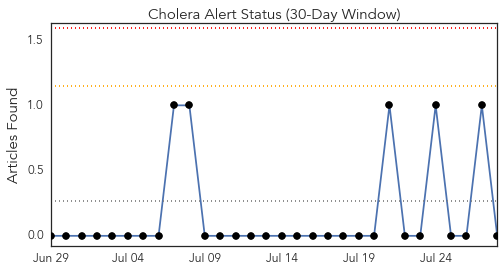 Cholera Alert Status (30-Day Window)
1.5
1.0
0.5
0.0
Articles Found
Jun 29 Jul 04 Jul 09 Jul 14 Jul 19 Jul 24